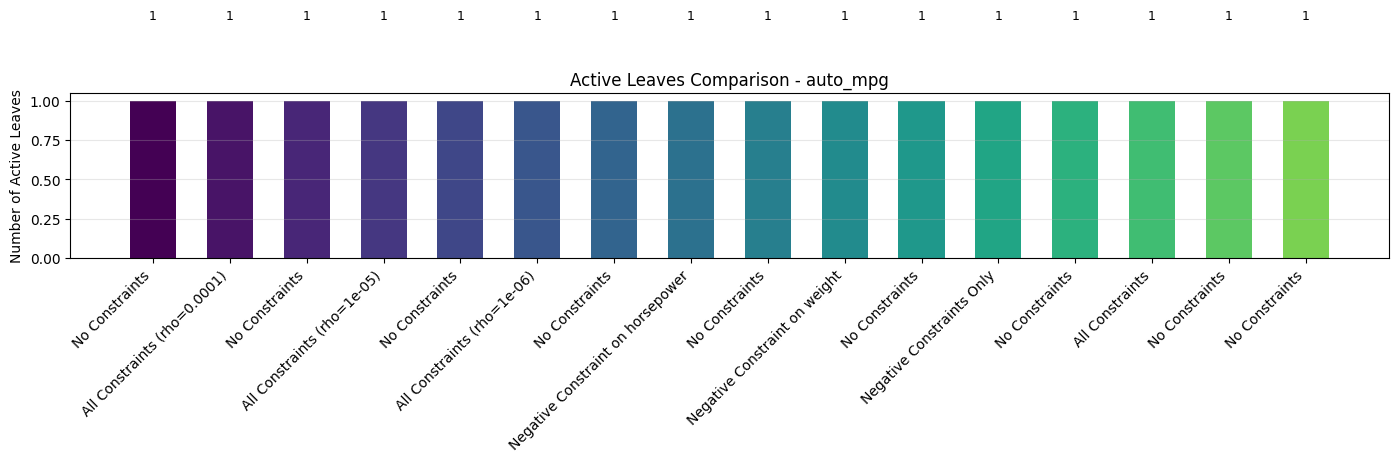 1 1 1 1 1 1 1 1 1 1 1 1 1 1 1 1
Active Leaves Comparison - auto_mpg
Number of Active Leaves
1.00
0.75
0.50
0.25
0.00
No Constraints
All Constraints (rho=0.0001)
No Constraints
All Constraints (rho=1e-05)
No Constraints
All Constraints (rho=1e-06)
No Constraints
Negative Constraint on horsepower
No Constraints
Negative Constraint on weight
No Constraints
Negative Constraints Only
No Constraints
All Constraints
No Constraints
No Constraints